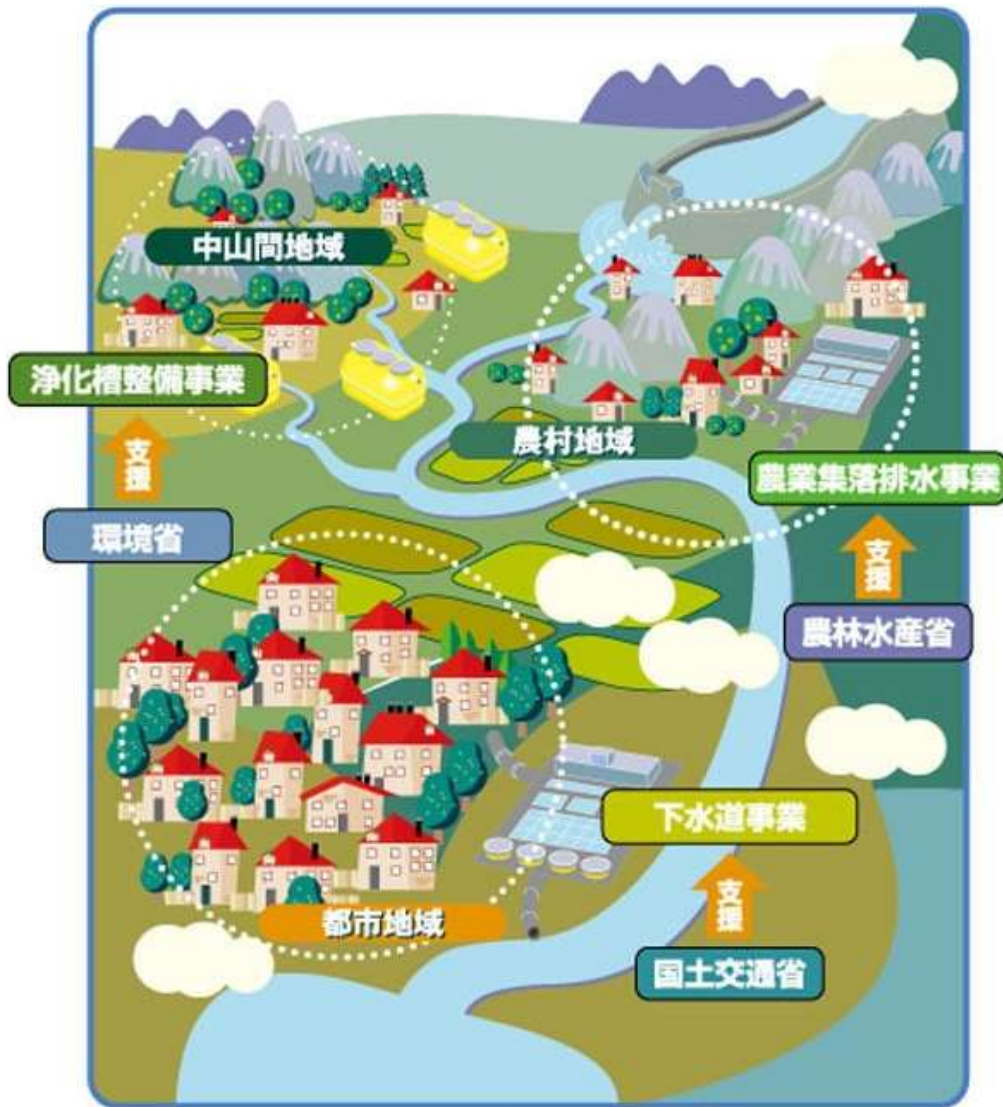 中山間地域
浄化槽整備事業
支援
環境省
農村地域
農業集落排水事業
支援
農林水産省
下水道事業
支援
国土交通省
都市地域